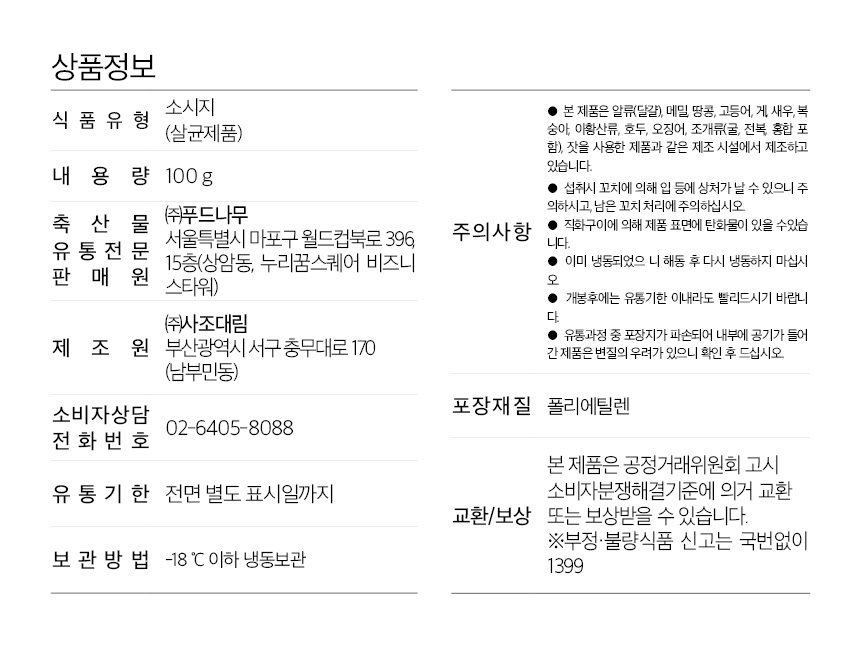 상품정보
식 품 유 형
소시지
(살균제품)
내 용 량
100 g
축 산 물
유 통 전 문
판 매 원
㈜푸드나무
서울특별시 마포구 월드컵북로 396,
15층(상암동, 누리꿈스퀘어 비즈니
스타워)
제 조 원
㈜사조대림
부산광역시 서구 충무대로 170
(남부민동)
소비자상담
전 화 번 호
02-6405-8088
유 통 기 한
전면 별도 표시일까지
보 관 방 법
-18 ℃ 이하 냉동보관
주의사항
● 본 제품은 알류(달걀), 메밀, 땅콩, 고등어, 게, 새우, 복
숭아, 이황산류, 호두, 오징어, 조개류(굴, 전복, 홍합 포
함), 잣을 사용한 제품과 같은 제조 시설에서 제조하고
있습니다.
● 섭취시 꼬치에 의해 입 등에 상처가 날 수 있으니 주
의하시고, 남은 꼬치 처리에 주의하십시오.
● 직화구이에 의해 제품 표면에 탄화물이 있을 수있습
니다.
● 이미 냉동되었으 니 해동 후 다시 냉동하지 마십시
오.
● 개봉후에는 유통기한 이내라도 빨리드시기 바랍니
다.
● 유통과정 중 포장지가 파손되어 내부에 공기가 들어
간 제품은 변질의 우려가 있으니 확인 후 드십시오.
포장재질
폴리에틸렌
교환/보상
본 제품은 공정거래위원회 고시
소비자분쟁해결기준에 의거 교환
또는 보상받을 수 있습니다.
※부정·불량식품 신고는 국번없이
1399